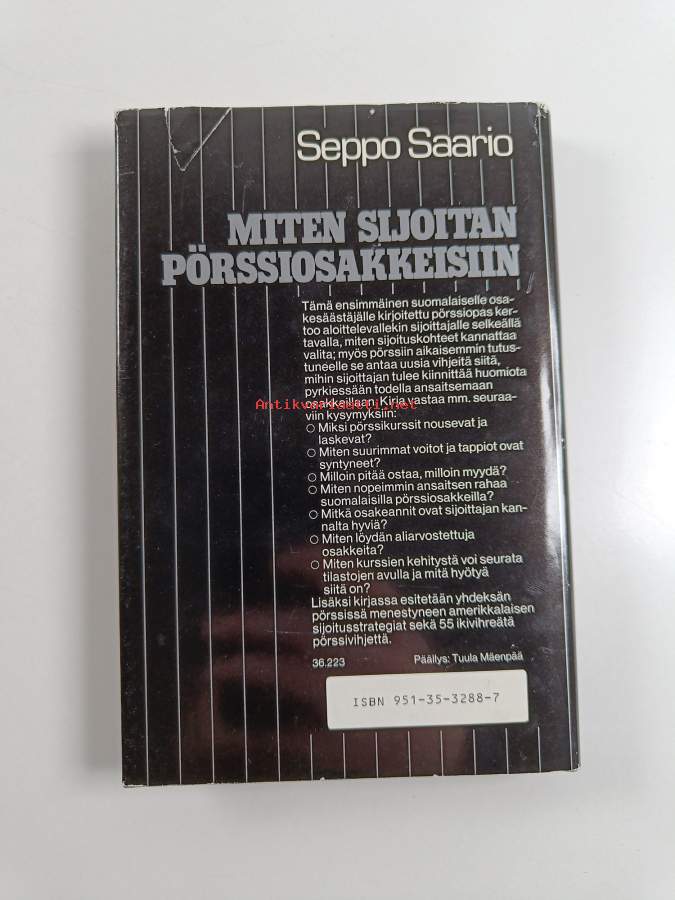 Seppo Saario
MITEN SIJOITAN
PÖRSSIOSAKKEISIIN
Tämä ensimmäinen suomalaiselle osa-
kesäästäjälle kirjoitettu pörssiopas ker-
too aloittelevallekin sijoittajalle selkeällä
tavalla, miten sijoituskohteet kannattaa
valita; myös pörssiin aikaisemmin tutus-
tuneelle se antaa uusia vihjeitä siitä,
mihin sijoittajan tulee kiinnittää huomiota
pyrkiessään todella ansaitsemaan
osakkeillaan. Kirja vastaa mm. seuraa-
Antikvariaatti.net
viin kysymyksiin:
○ Miksi pörssikurssit nousevat ja
laskevat?
○ Miten suurimmat voitot ja tappiot ovat
syntyneet?
○ Milloin pitää ostaa, milloin myydä?
○ Miten nopeimmin ansaitsen rahaa
suomalaisilla pörssiosakkeilla?
○ Mitkä osakeannit ovat sijoittajan kan-
nalta hyviä?
○ Miten löydän aliarvostettuja
osakkeita?
○ Miten kurssien kehitystä voi seurata
tilastojen avulla ja mitä hyötyä
siitä on?
Lisäksi kirjassa esitetään yhdeksän
pörssissä menestyneen amerikkalaisen
sijoitusstrategiat sekä 55 ikivihreätä
pörssivihjettä.
36.223 Päällys: Tuula Mäenpää
ISBN 951-35-3288-7